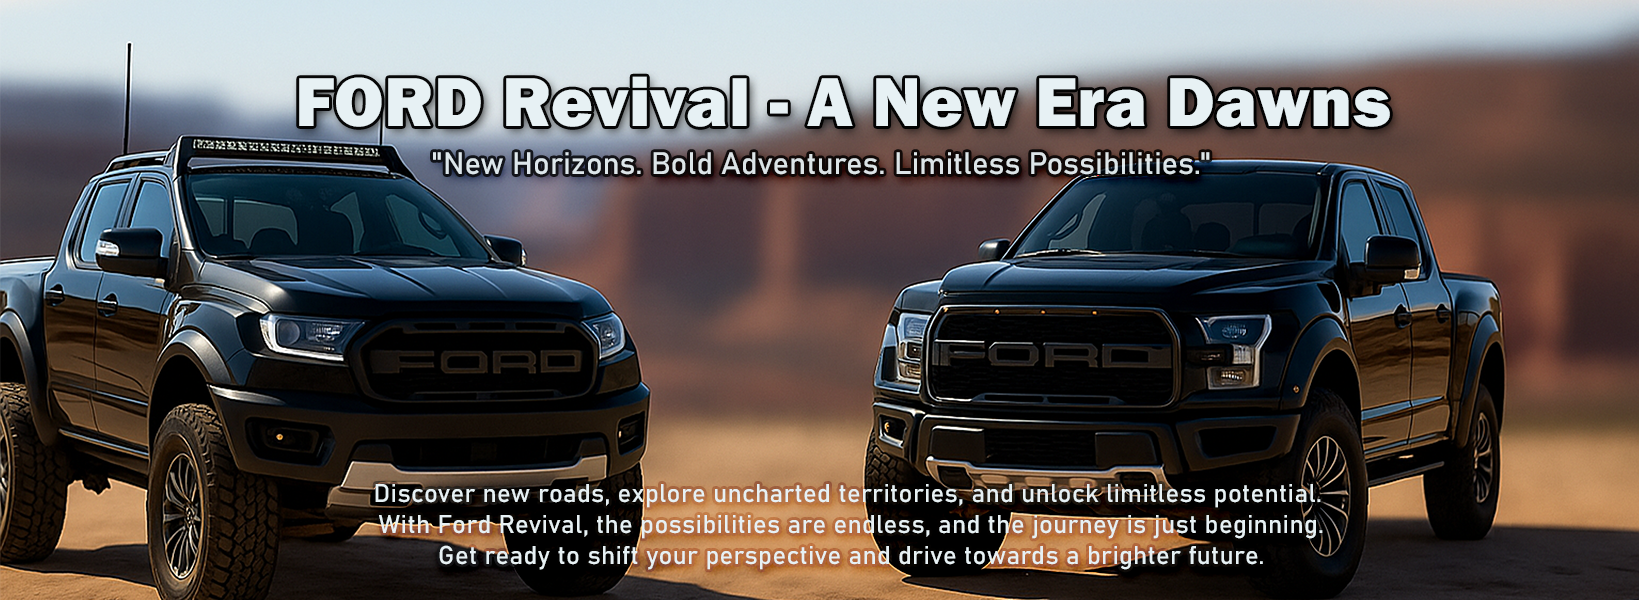 FORD Revival - A New Era Dawns
"New Horizons. Bold Adventures. Limitless Possibilities."
FORD
FORD
Discover new roads, explore uncharted territories, and unlock limitless potential.
With Ford Revival, the possibilities are endless, and the journey is just beginning.
Get ready to shift your perspective and drive towards a brighter future.